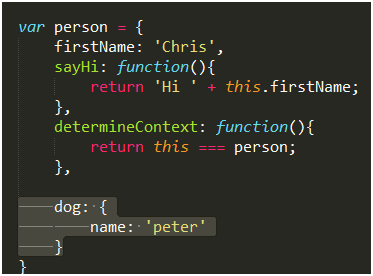 var person = {
    firstName: 'Chris',
    sayHi: function(){
        return 'Hi ' + this.firstName;
    },
    determineContext: function(){
        return this === person;
    },

    dog: {
        name: 'peter'
    }
}